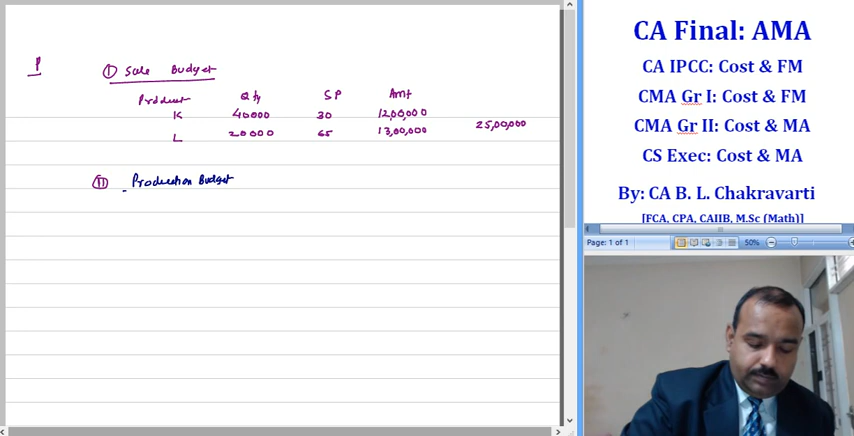 P
I Sale Budget
Product Qty SP Amt
K 40000 30 12,00,000
L 20000 65 13,00,000 25,00,000
II Production Budget
CA Final: AMA
CA IPCC: Cost & FM
CMA Gr I: Cost & FM
CMA Gr II: Cost & MA
CS Exec: Cost & MA
By: CA B. L. Chakravarti
[FCA, CPA, CAIIB, M.Sc (Math)]
Page: 1 of 1 50%